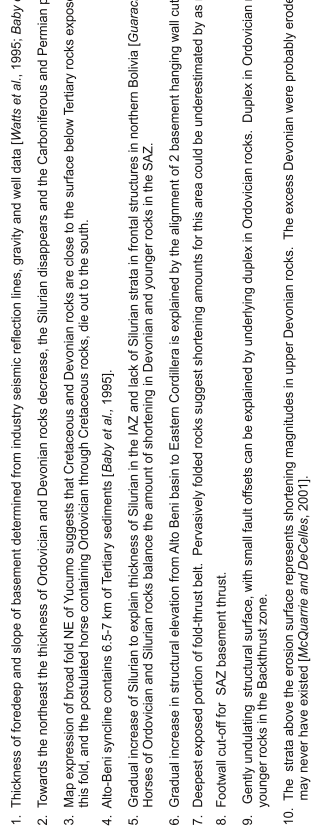 1. Thickness of foredeep and slope of basement determined from industry seismic reflection lines, gravity and well data [Watts et al., 1995; Baby
2. Towards the northeast the thickness of Ordovician and Devonian rocks decrease, the Silurian disappears and the Carboniferous and Permian
3. Map expression of broad fold NE of Yucumo suggests that Cretaceous and Devonian rocks are close to the surface below Tertiary rocks
this fold, and the postulated horse containing Ordovician through Cretaceous rocks, die out to the south.
4. Alto-Beni syncline contains 6.5-7 km of Tertiary sediments [Baby et al., 1995].
5. Gradual increase of Silurian to explain thickness of Silurian in the IAZ and lack of Silurian strata in frontal structures in northern Bolivia [
Horses of Ordovician and Silurian rocks balance the amount of shortening in Devonian and younger rocks in the SAZ.
6. Gradual increase in structural elevation from Alto Beni basin to Eastern Cordillera is explained by the alignment of 2 basement hanging wall
7. Deepest exposed portion of fold-thrust belt. Pervasively folded rocks suggest shortening amounts for this area could be underestimated by as
8. Footwall cut-off for SAZ basement thrust.
9. Gently undulating structural surface, with small fault offsets can be explained by underlying duplex in Ordovician rocks. Duplex in Ordovician
younger rocks in the Backthrust zone.
10. The strata above the erosion surface represents shortening magnitudes in upper Devonian rocks. The excess Devonian were probably
may never have existed [McQuarrie and DeCelles, 2001].